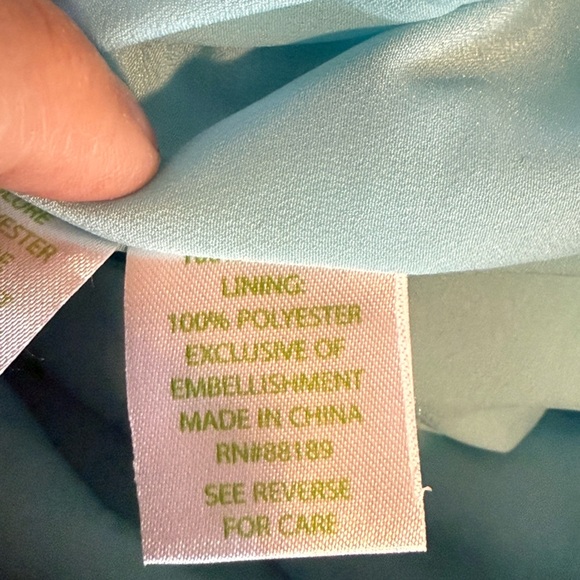 LINING:
100% POLYESTER
EXCLUSIVE OF
EMBELLISHMENT
MADE IN CHINA
RN#88189
SEE REVERSE
FOR CARE